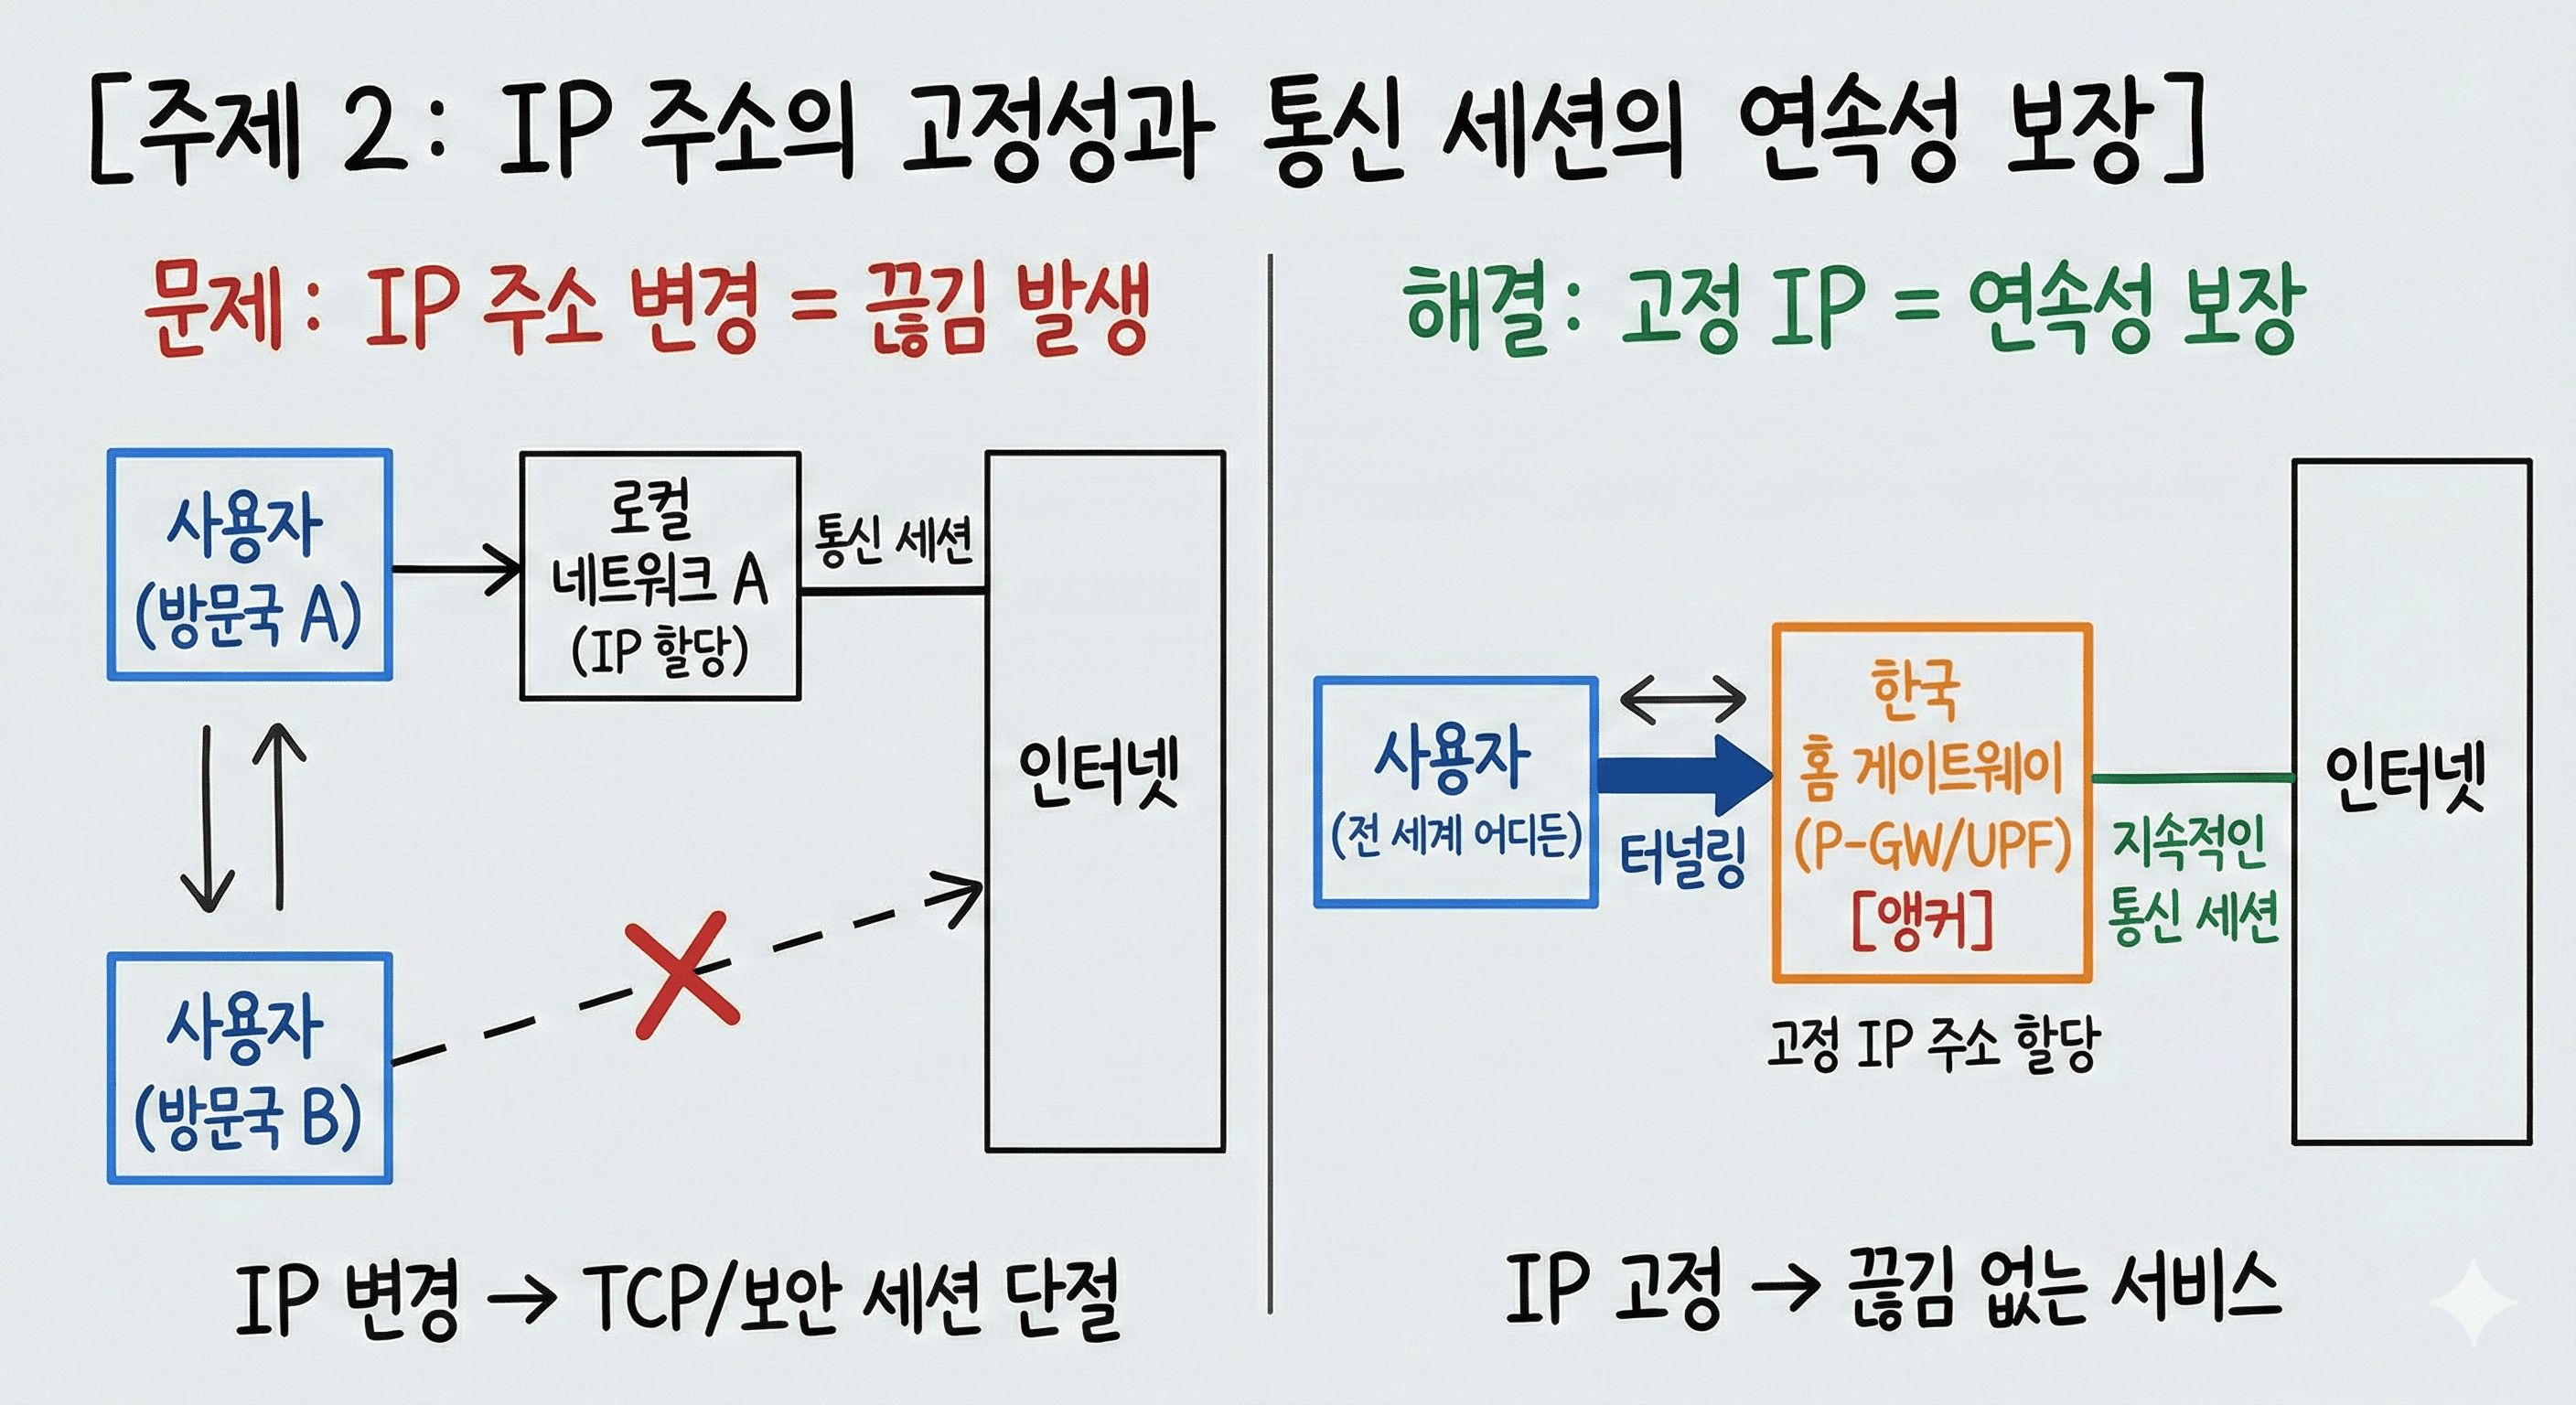 [주제 2: IP 주소의 고정성과 통신 세션의 연속성 보장]
문제: IP 주소 변경 = 끊김 발생
사용자
(방문국 A)
로컬
네트워크 A
(IP 할당)
통신 세션
인터넷
사용자
(방문국 B)
IP 변경 → TCP/보안 세션 단절
해결: 고정 IP = 연속성 보장
사용자
(전 세계 어디든)
터널링
한국
홈 게이트웨이
(P-GW/UPF)
[앵커]
고정 IP 주소 할당
지속적인
통신 세션
인터넷
IP 고정 → 끊김 없는 서비스